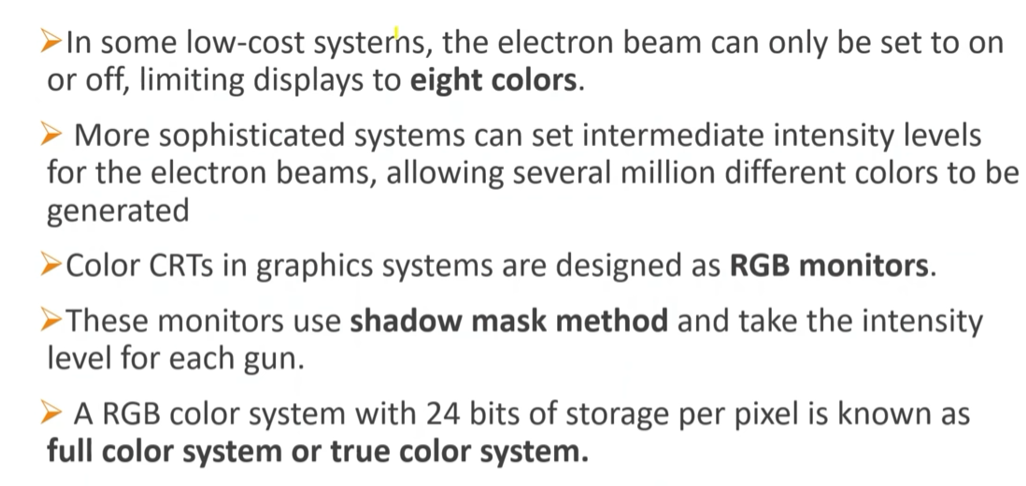 ➢In some low-cost systems, the electron beam can only be set to on
or off, limiting displays to eight colors.
➢ More sophisticated systems can set intermediate intensity levels
for the electron beams, allowing several million different colors to be
generated
➢Color CRTs in graphics systems are designed as RGB monitors.
➢These monitors use shadow mask method and take the intensity
level for each gun.
➢ A RGB color system with 24 bits of storage per pixel is known as
full color system or true color system.